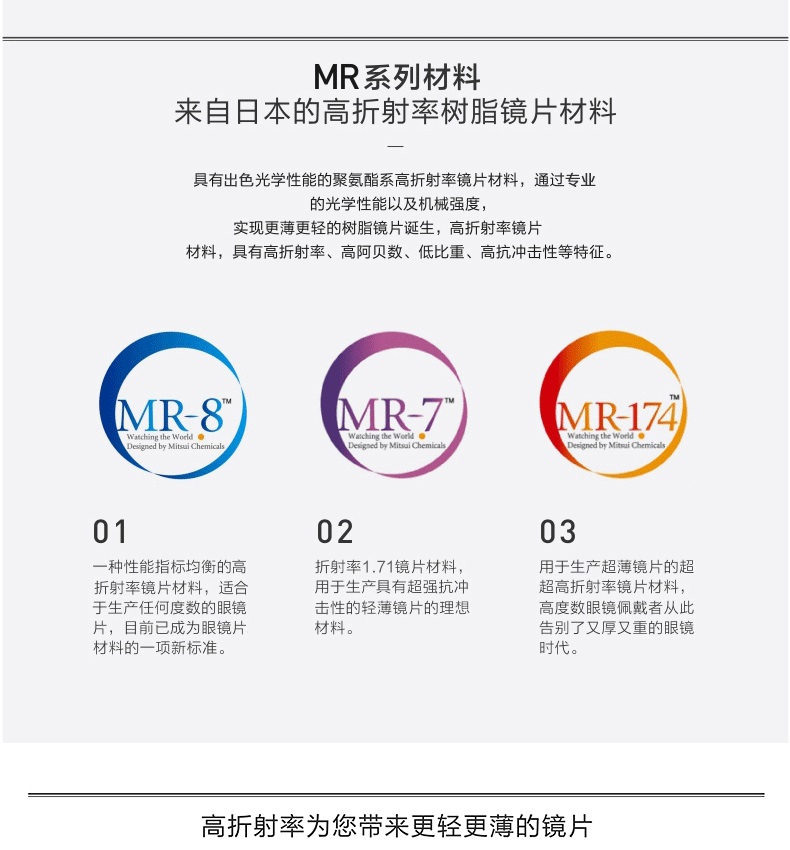 MR系列材料
来自日本的高折射率树脂镜片材料
—
具有出色光学性能的聚氨酯系高折射率镜片材料，通过专业
的光学性能以及机械强度，
实现更薄更轻的树脂镜片诞生，高折射率镜片
材料，具有高折射率、高阿贝数、低比重、高抗冲击性等特征。
MR-8™
Watching the World
Designed by Mitsui Chemicals
MR-7™
Watching the World
Designed by Mitsui Chemicals
MR-174™
Watching the World
Designed by Mitsui Chemicals
01
一种性能指标均衡的高
折射率镜片材料，适合
于生产任何度数的眼镜
片，目前已成为眼镜片
材料的一项新标准。
02
折射率1.71镜片材料，
用于生产具有超强抗冲
击性的轻薄镜片的理想
材料。
03
用于生产超薄镜片的超
超高折射率镜片材料，
高度数眼镜佩戴者从此
告别了又厚又重的眼镜
时代。
高折射率为您带来更轻更薄的镜片